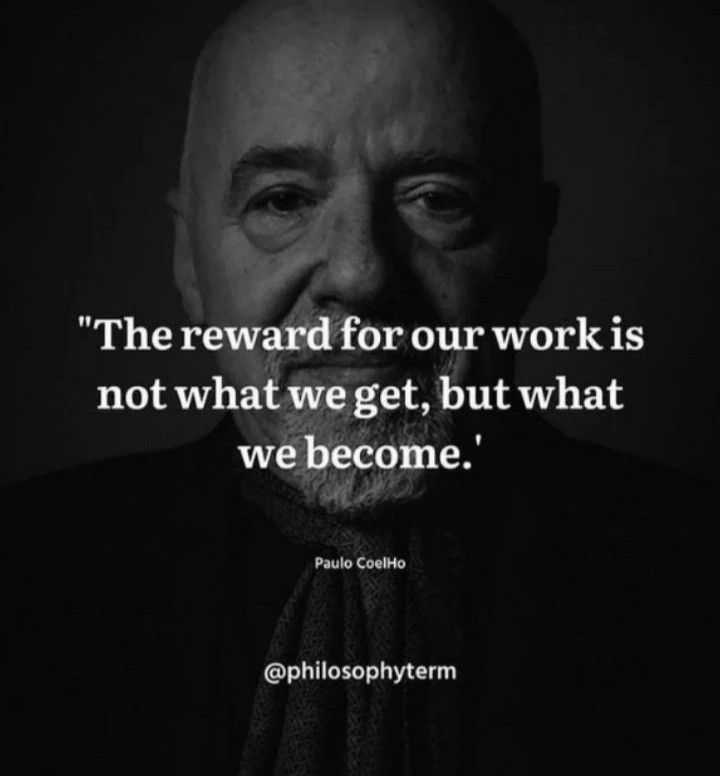 "The reward for our work is
not what we get, but what
we become.'
Paulo CoelHo
@philosophyterm